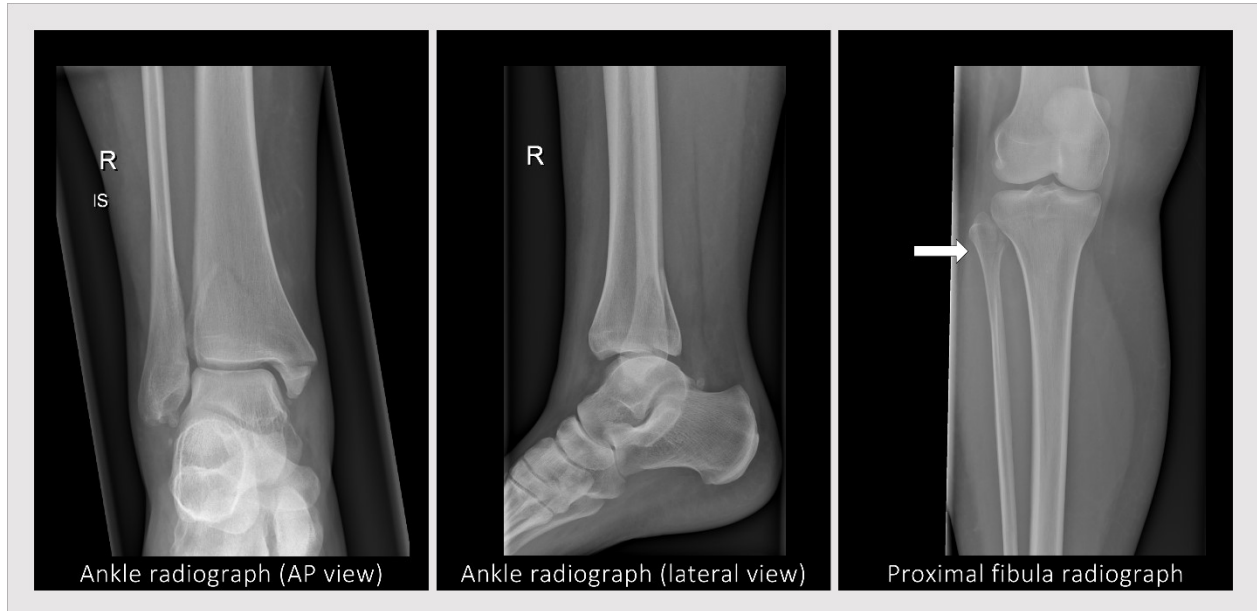 R
IS
R
Ankle radiograph (AP view)
Ankle radiograph (lateral view)
Proximal fibula radiograph